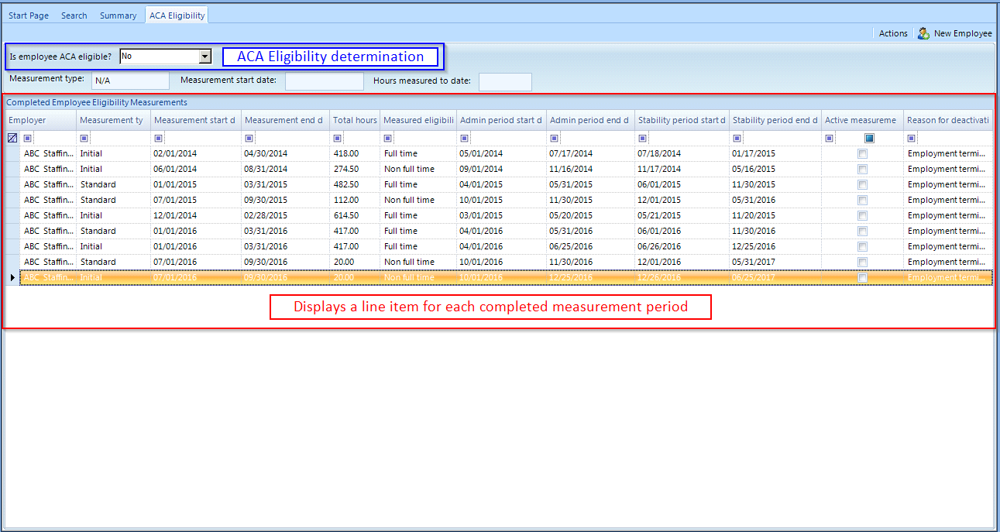 Start Page Search Summary ACA Eligibility
Actions New Employee
Is employee ACA eligible? No ACA Eligibility determination
Measurement type: N/A Measurement start date: Hours measured to date:
Completed Employee Eligibility Measurements
Employer Measurement ty Measurement start d Measurement end d Total hours Measured eligibili Admin period start d Admin period end d Stability period start d Stability period end d Active measureme Reason for deactivati
ABC Staffin... Initial 02/01/2014 04/30/2014 418.00 Full time 05/01/2014 07/17/2014 07/18/2014 01/17/2015 Employment termi...
ABC Staffin... Initial 06/01/2014 08/31/2014 274.50 Non full time 09/01/2014 11/16/2014 11/17/2014 05/16/2015 Employment termi...
ABC Staffin... Standard 01/01/2015 03/31/2015 482.50 Full time 04/01/2015 05/31/2015 06/01/2015 11/30/2015 Employment termi...
ABC Staffin... Standard 07/01/2015 09/30/2015 112.00 Non full time 10/01/2015 11/30/2015 12/01/2015 05/31/2016 Employment termi...
ABC Staffin... Initial 12/01/2014 02/28/2015 614.50 Full time 03/01/2015 05/20/2015 05/21/2015 11/20/2015 Employment termi...
ABC Staffin... Standard 01/01/2016 03/31/2016 417.00 Full time 04/01/2016 05/31/2016 06/01/2016 11/30/2016 Employment termi...
ABC Staffin... Initial 01/01/2016 03/31/2016 417.00 Full time 04/01/2016 06/25/2016 06/26/2016 12/25/2016 Employment termi...
ABC Staffin... Standard 07/01/2016 09/30/2016 20.00 Non full time 10/01/2016 11/30/2016 12/01/2016 05/31/2017 Employment termi...
ABC Staffin... Initial 07/01/2016 09/30/2016 20.00 Non full time 10/01/2016 12/25/2016 12/26/2016 06/25/2017 Employment termi...
Displays a line item for each completed measurement period